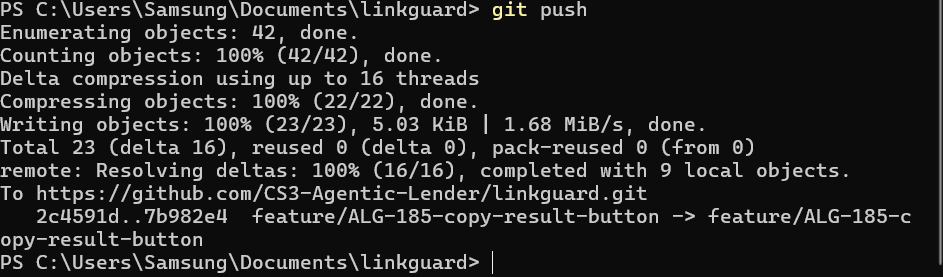 PS C:\Users\Samsung\Documents\linkguard> git push
Enumerating objects: 42, done.
Counting objects: 100% (42/42), done.
Delta compression using up to 16 threads
Compressing objects: 100% (22/22), done.
Writing objects: 100% (23/23), 5.03 KiB | 1.68 MiB/s, done.
Total 23 (delta 16), reused 0 (delta 0), pack-reused 0 (from 0)
remote: Resolving deltas: 100% (16/16), completed with 9 local objects.
To https://github.com/CS3-Agentic-Lender/linkguard.git
   2c4591d..7b982e4  feature/ALG-185-copy-result-button -> feature/ALG-185-c
opy-result-button
PS C:\Users\Samsung\Documents\linkguard>